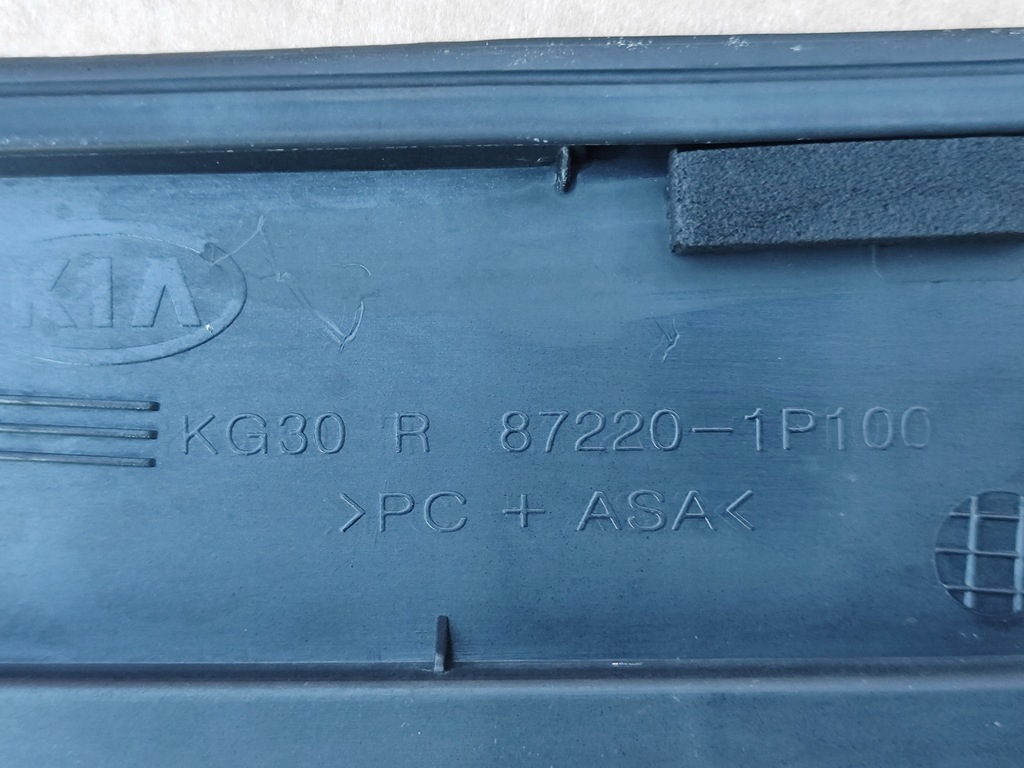 KIA
KG30 R 87220-1P100
>PC + ASA<